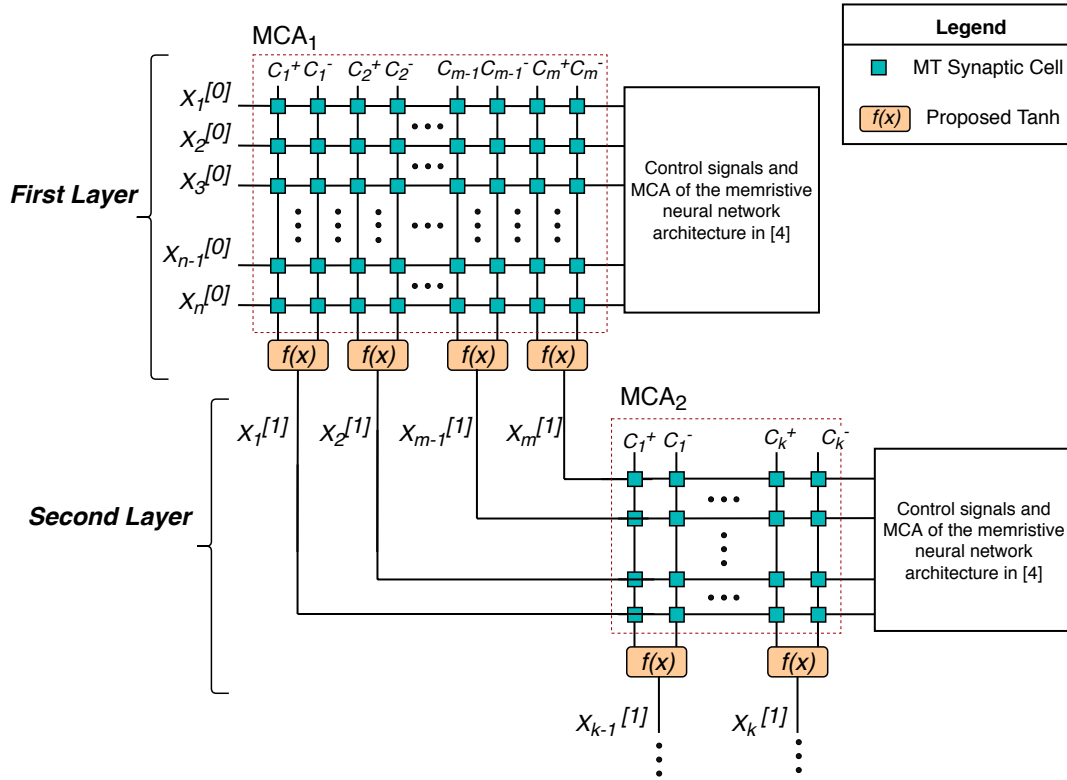 MCA₁
Legend
MT Synaptic Cell
f(x) Proposed Tanh
C₁⁺ C₁⁻ C₂⁺ C₂⁻ Cₘ₋₁ Cₘ₋₁⁻ Cₘ⁺ Cₘ⁻
X₁[0]
X₂[0]
X₃[0]
Xₙ₋₁[0]
Xₙ[0]
First Layer
Control signals and
MCA of the memristive
neural network
architecture in [4]
f(x) f(x) f(x) f(x)
X₁[1] X₂[1] Xₘ₋₁[1] Xₘ[1]
MCA₂
C₁⁺ C₁⁻ Cₖ⁺ Cₖ⁻
Second Layer
Control signals and
MCA of the memristive
neural network
architecture in [4]
f(x) f(x)
Xₖ₋₁[1] Xₖ[1]